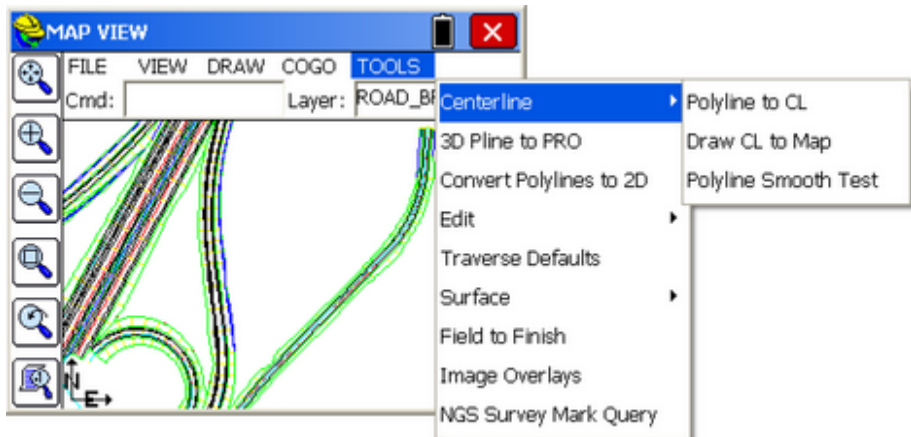 MAP VIEW
FILE VIEW DRAW COGO TOOLS
Cmd: Layer: ROAD_BR
Centerline
3D Pline to PRO
Convert Polylines to 2D
Edit
Traverse Defaults
Surface
Field to Finish
Image Overlays
NGS Survey Mark Query
Polyline to CL
Draw CL to Map
Polyline Smooth Test
N
E